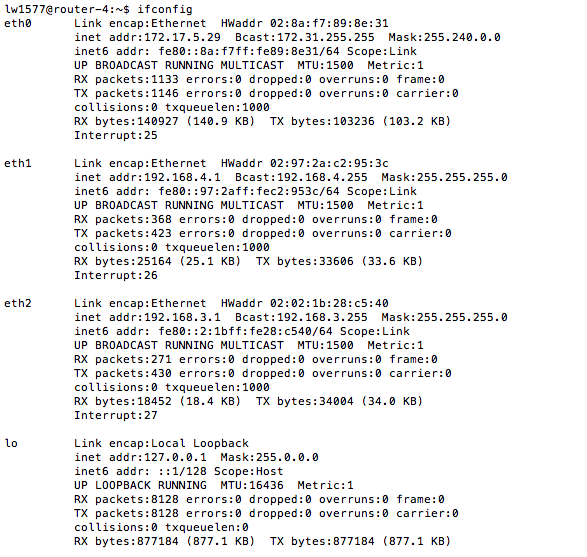 lw1577@router-4:~$ ifconfig
eth0      Link encap:Ethernet  HWaddr 02:8a:f7:89:8e:31
          inet addr:172.17.5.29  Bcast:172.31.255.255  Mask:255.240.0.0
          inet6 addr: fe80::8a:f7ff:fe89:8e31/64 Scope:Link
          UP BROADCAST RUNNING MULTICAST  MTU:1500  Metric:1
          RX packets:1133 errors:0 dropped:0 overruns:0 frame:0
          TX packets:1146 errors:0 dropped:0 overruns:0 carrier:0
          collisions:0 txqueuelen:1000
          RX bytes:140927 (140.9 KB)  TX bytes:103236 (103.2 KB)
          Interrupt:25

eth1      Link encap:Ethernet  HWaddr 02:97:2a:c2:95:3c
          inet addr:192.168.4.1  Bcast:192.168.4.255  Mask:255.255.255.0
          inet6 addr: fe80::97:2aff:fec2:953c/64 Scope:Link
          UP BROADCAST RUNNING MULTICAST  MTU:1500  Metric:1
          RX packets:368 errors:0 dropped:0 overruns:0 frame:0
          TX packets:423 errors:0 dropped:0 overruns:0 carrier:0
          collisions:0 txqueuelen:1000
          RX bytes:25164 (25.1 KB)  TX bytes:33606 (33.6 KB)
          Interrupt:26

eth2      Link encap:Ethernet  HWaddr 02:02:1b:28:c5:40
          inet addr:192.168.3.1  Bcast:192.168.3.255  Mask:255.255.255.0
          inet6 addr: fe80::2:1bff:fe28:c540/64 Scope:Link
          UP BROADCAST RUNNING MULTICAST  MTU:1500  Metric:1
          RX packets:271 errors:0 dropped:0 overruns:0 frame:0
          TX packets:430 errors:0 dropped:0 overruns:0 carrier:0
          collisions:0 txqueuelen:1000
          RX bytes:18452 (18.4 KB)  TX bytes:34004 (34.0 KB)
          Interrupt:27

lo        Link encap:Local Loopback
          inet addr:127.0.0.1  Mask:255.0.0.0
          inet6 addr: ::1/128 Scope:Host
          UP LOOPBACK RUNNING  MTU:16436  Metric:1
          RX packets:8128 errors:0 dropped:0 overruns:0 frame:0
          TX packets:8128 errors:0 dropped:0 overruns:0 carrier:0
          collisions:0 txqueuelen:0
          RX bytes:877184 (877.1 KB)  TX bytes:877184 (877.1 KB)